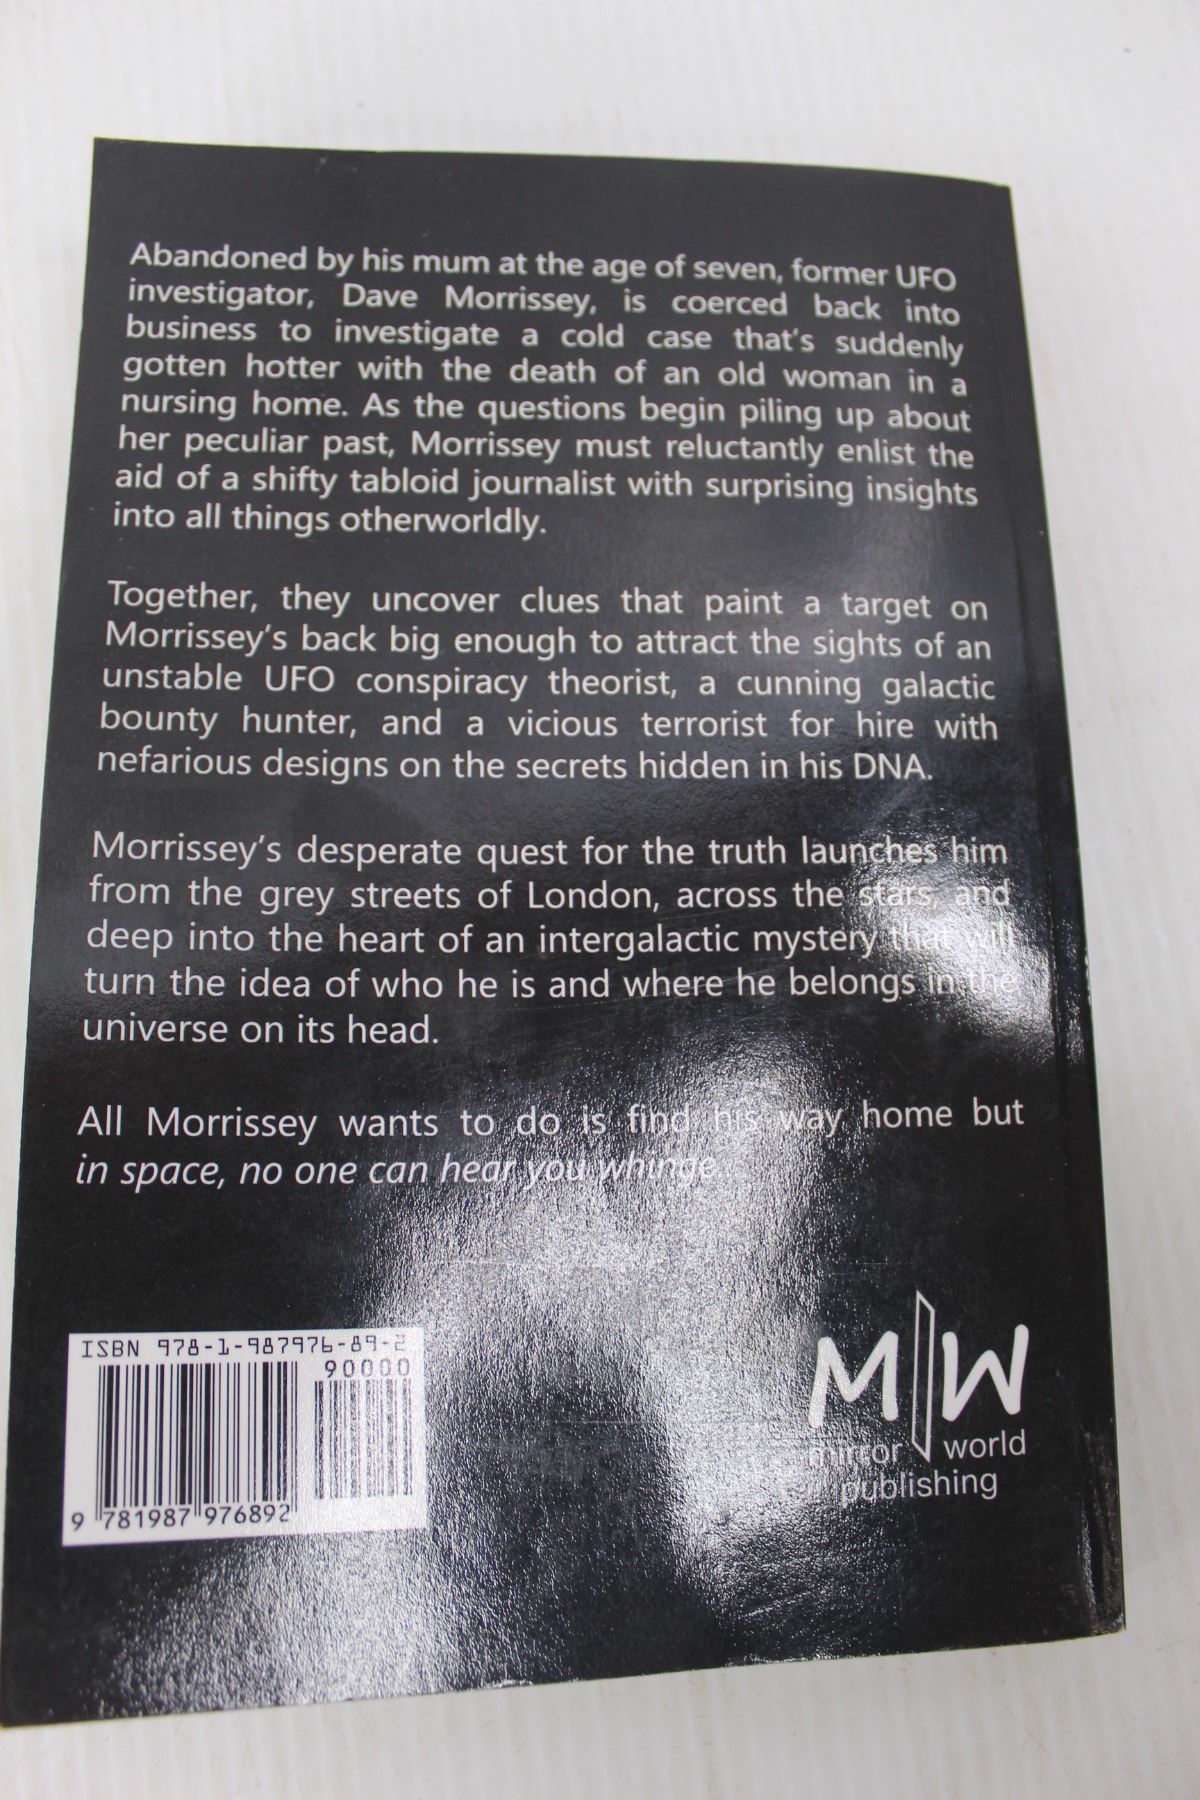 Abandoned by his mum at the age of seven, former UFO
investigator, Dave Morrissey, is coerced back into
business to investigate a cold case that's suddenly
gotten hotter with the death of an old woman in a
nursing home. As the questions begin piling up about
her peculiar past, Morrissey must reluctantly enlist the
aid of a shifty tabloid journalist with surprising insights
into all things otherworldly.
Together, they uncover clues that paint a target on
Morrissey's back big enough to attract the sights of an
unstable UFO conspiracy theorist, a cunning galactic
bounty hunter, and a vicious terrorist for hire with
nefarious designs on the secrets hidden in his DNA.
Morrissey's desperate quest for the truth launches him
from the grey streets of London, across the stars, and
deep into the heart of an intergalactic mystery that will
turn the idea of who he is and where he belongs in the
universe on its head.
All Morrissey wants to do is find his way home but
in space, no one can hear you whinge...
ISBN 978-1-987976-89-2
90000
9 781987 976892
M W
mirror world
publishing